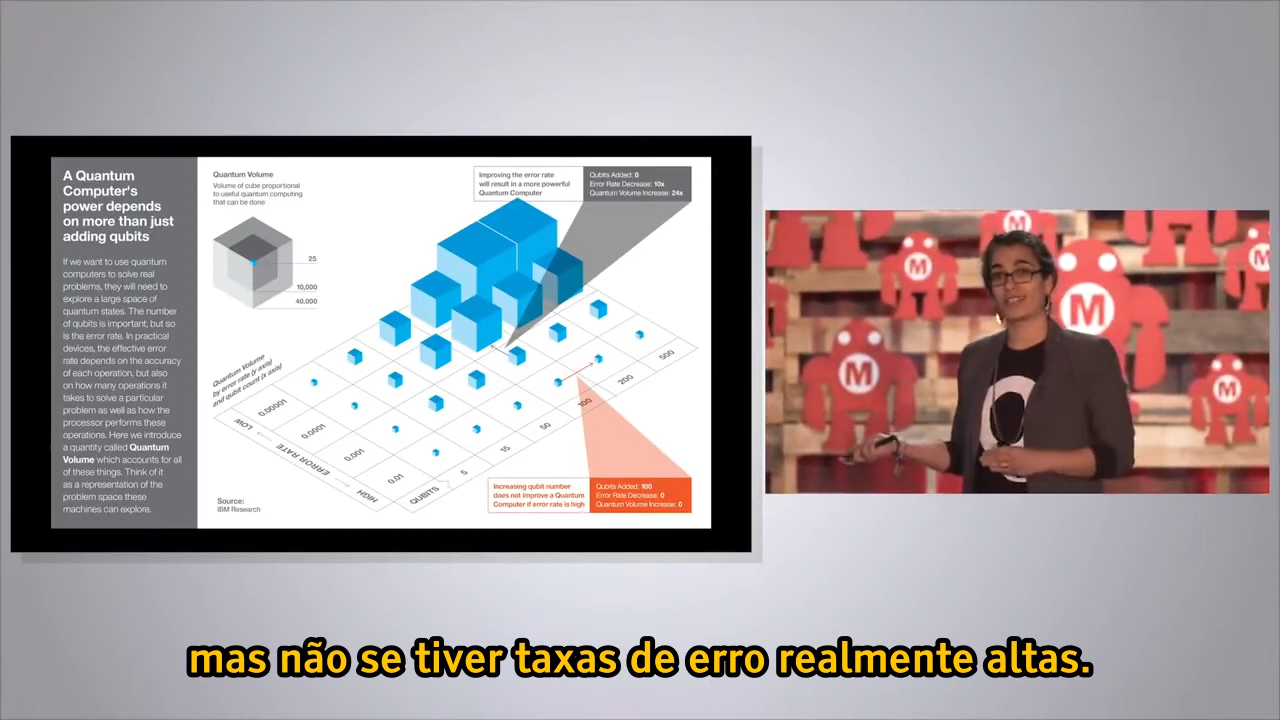 A Quantum
Computer's
power depends
on more than just
adding qubits
If we want to use quantum
computers to solve real
problems, they will need to
explore a large space of
quantum states. The number
of qubits is important, but so
is the error rate. In practical
devices, the effective error
rate depends on the accuracy
of each operation, but also
on how many operations it
takes to solve a particular
problem as well as how the
processor performs these
operations. Here we introduce
a quantity called Quantum
Volume which accounts for all
of these things. Think of it
as a representation of the
problem space these
machines can explore.
Quantum Volume
Volume of cube proportional
to useful quantum computing
that can be done
25
10,000
40,000
Improving the error rate
will result in a more powerful
Quantum Computer
Qubits Added: 0
Error Rate Decrease: 10x
Quantum Volume Increase: 24x
Quantum Volume
by error rate (y axis)
and qubit count (x axis)
LOW
ERROR RATE
HIGH
0.00001
0.0001
0.001
0.01
QUBITS
5
15
50
100
200
500
Increasing qubit number
does not improve a Quantum
Computer if error rate is high
Qubits Added: 100
Error Rate Decrease: 0
Quantum Volume Increase: 0
Source:
IBM Research
M
M
M
M
M
M
mas não se tiver taxas de erro realmente altas.